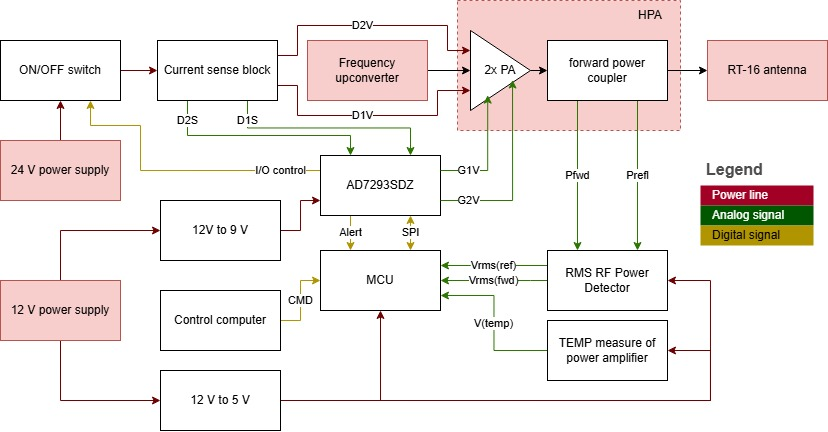 HPA
D2V
ON/OFF switch
Current sense block
Frequency
upconverter
2x PA
forward power
coupler
RT-16 antenna
D1V
D2S
D1S
24 V power supply
I/O control
AD7293SDZ
G1V
G2V
Pfwd
Prefl
Legend
Power line
Analog signal
Digital signal
12V to 9 V
Alert
SPI
12 V power supply
Control computer
CMD
MCU
Vrms(ref)
Vrms(fwd)
V(temp)
RMS RF Power
Detector
TEMP measure of
power amplifier
12 V to 5 V